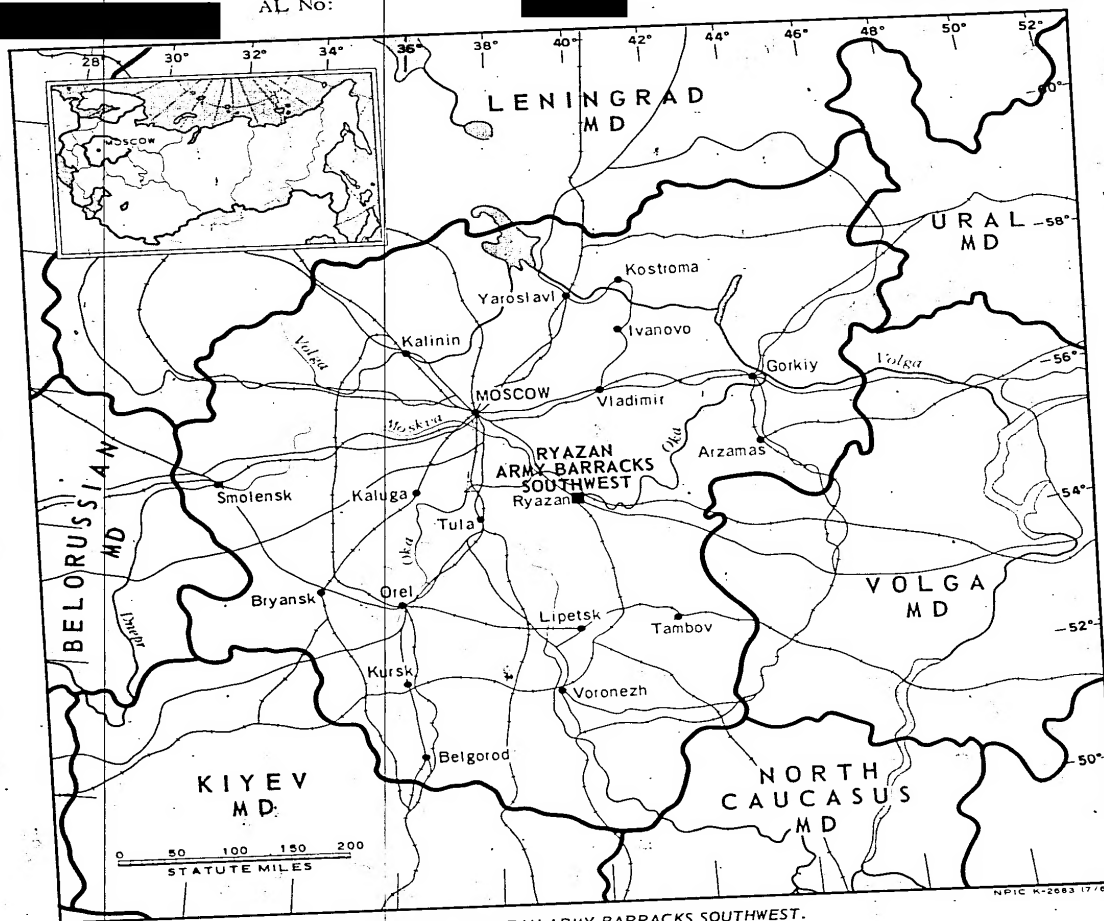 AL No:
28° 30° 32° 34° 36° 38° 40° 42° 44° 46° 48° 50° 52°
MOSCOW
LENINGRAD
MD
URAL
MD
58°
Kostroma
Yaroslavl
Ivanovo
Kalinin
Volga
Gorkiy
Volga
56°
MOSCOW
Vladimir
Moskva
Oka
Arzamas
RYAZAN
ARMY BARRACKS
SOUTHWEST
Ryazan
54°
BELORUSSIAN
MD
Smolensk
Kaluga
Tula
Oka
Bryansk
Orel
Lipetsk
Tambov
VOLGA
MD
Dnepr
52°
Kursk
Voronezh
Belgorod
50°
KIYEV
MD
NORTH
CAUCASUS
MD
0 50 100 150 200
STATUTE MILES
ARMY BARRACKS SOUTHWEST.